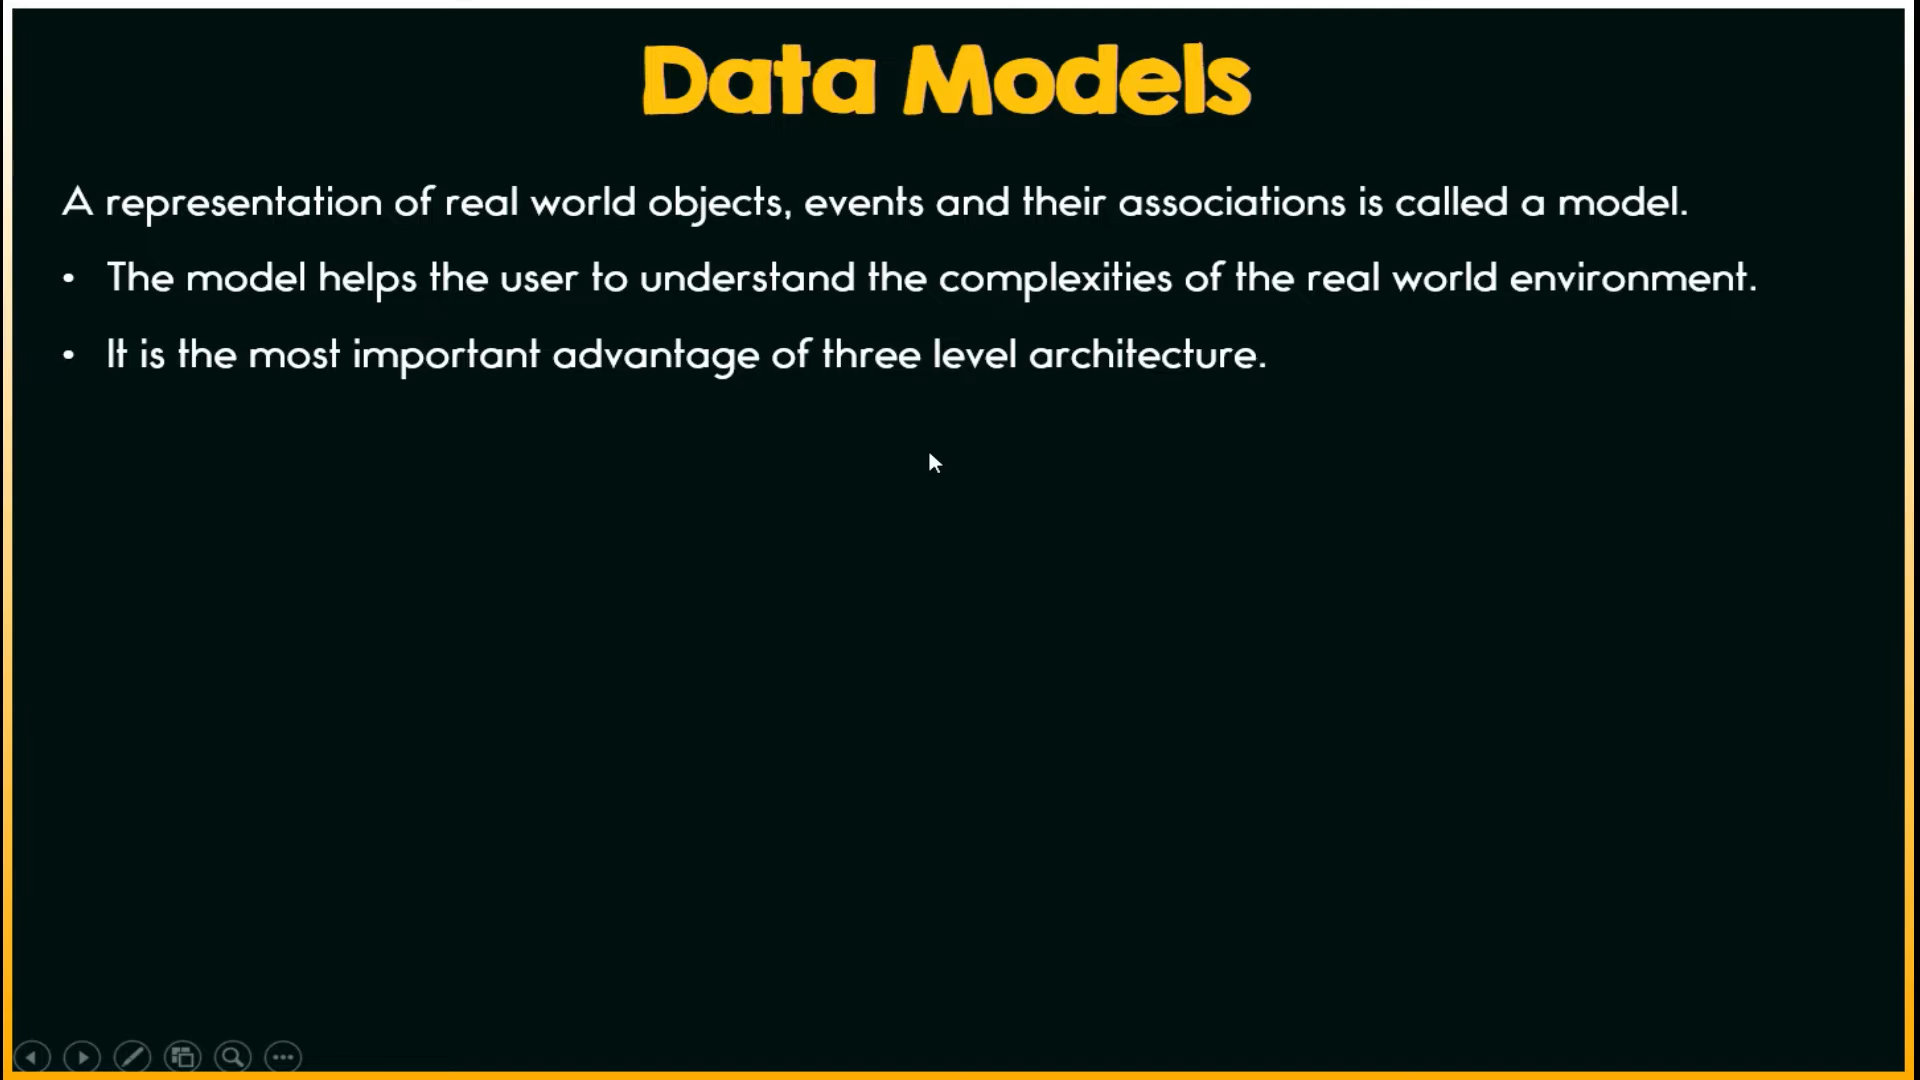 Data Models
A representation of real world objects, events and their associations is called a model.
• The model helps the user to understand the complexities of the real world environment.
• It is the most important advantage of three level architecture.